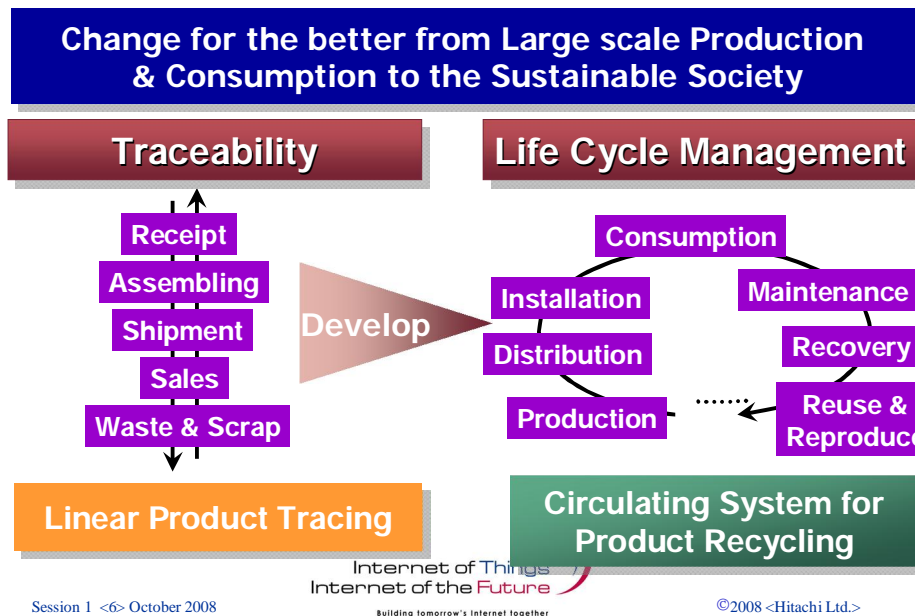 Change for the better from Large scale Production
& Consumption to the Sustainable Society
Traceability
Receipt
Assembling
Shipment
Sales
Waste & Scrap
Linear Product Tracing
Develop
Life Cycle Management
Consumption
Installation
Maintenance
Distribution
Recovery
Production
........
Reuse &
Reproduce
Circulating System for
Product Recycling
Internet of Things
Internet of the Future
Building tomorrow's Internet together
Session 1 <6> October 2008
©2008 <Hitachi Ltd.>